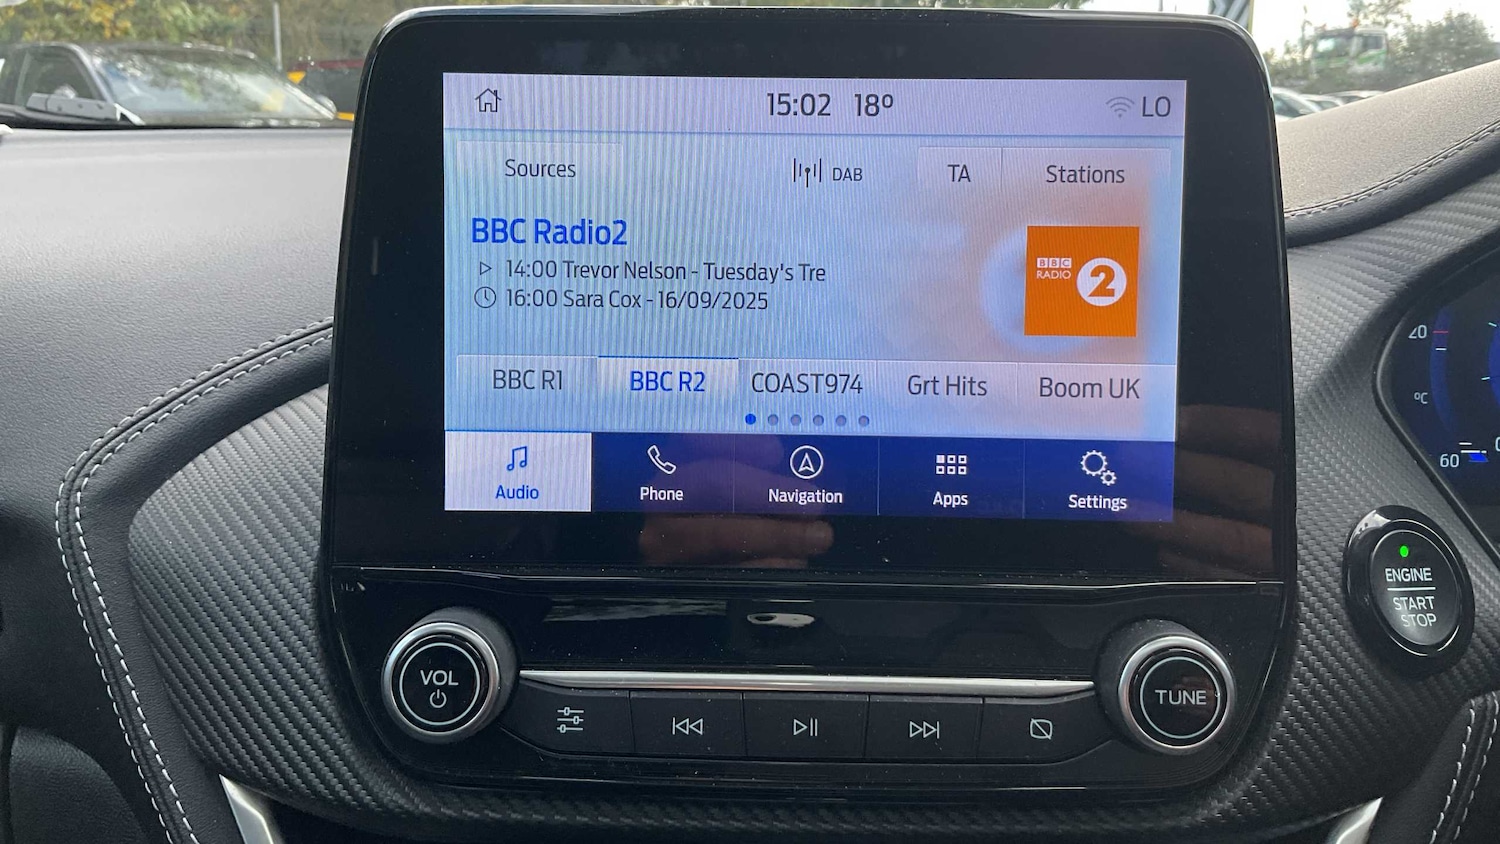 15:02 18° LO
Sources DAB TA Stations
BBC Radio2
14:00 Trevor Nelson - Tuesday's Tre
16:00 Sara Cox - 16/09/2025
BBC
RADIO
2
BBC R1 BBC R2 COAST974 Grt Hits Boom UK
Audio Phone Navigation Apps Settings
20
°C
60
ENGINE
START
STOP
VOL
TUNE